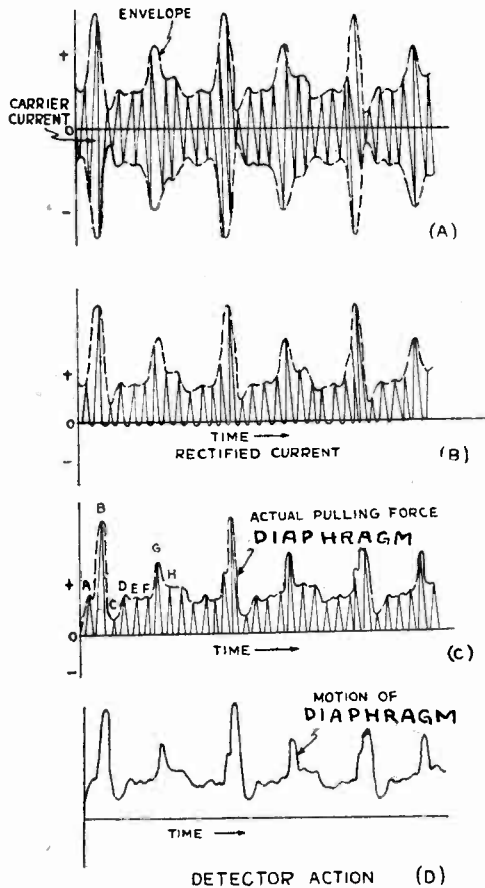 ENVELOPE
+
CARRIER
CURRENT
0
-
(A)
+
0
TIME
RECTIFIED CURRENT
-
(B)
B
ACTUAL PULLING FORCE
DIAPHRAGM
G
A
D E F
H
C
+
0
TIME
-
(C)
MOTION OF
DIAPHRAGM
TIME
DETECTOR ACTION (D)